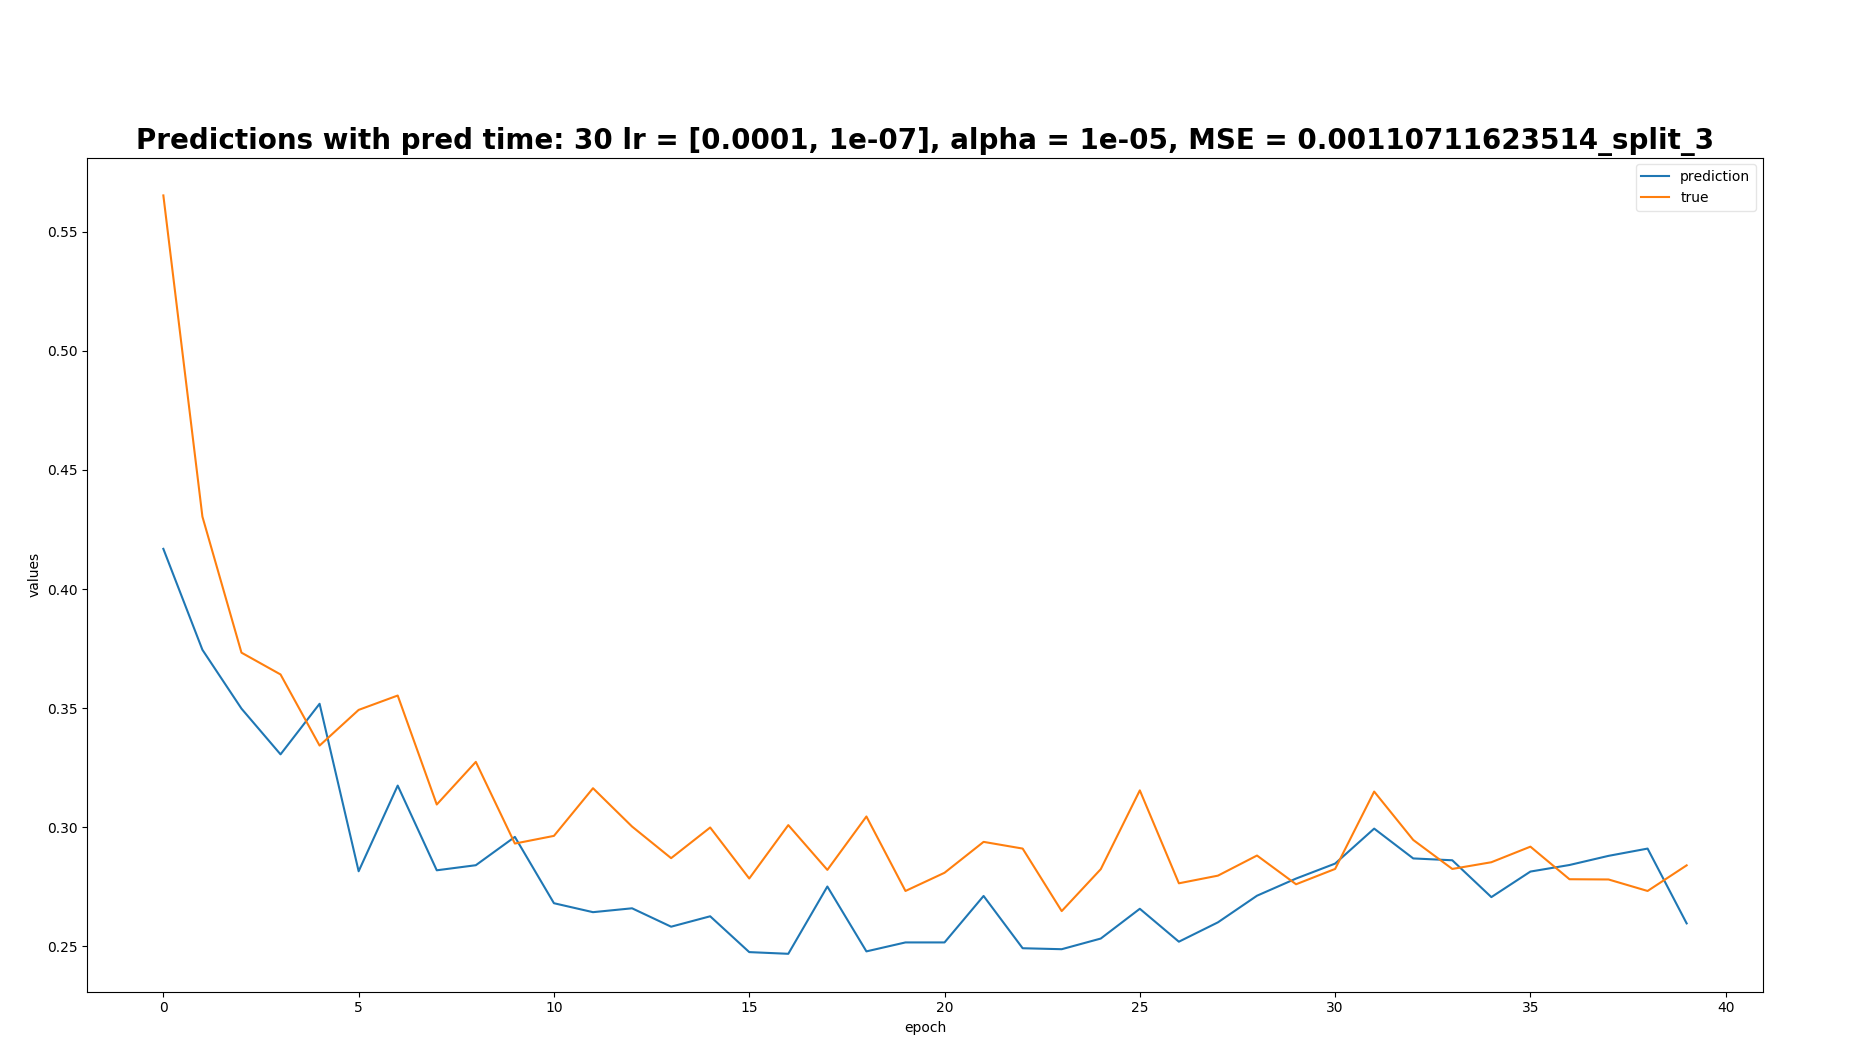 Predictions with pred time: 30 lr = [0.0001, 1e-07], alpha = 1e-05, MSE = 0.00110711623514_split_3
prediction
true
0.55
0.50
0.45
0.40
0.35
0.30
0.25
values
0 5 10 15 20 25 30 35 40
epoch